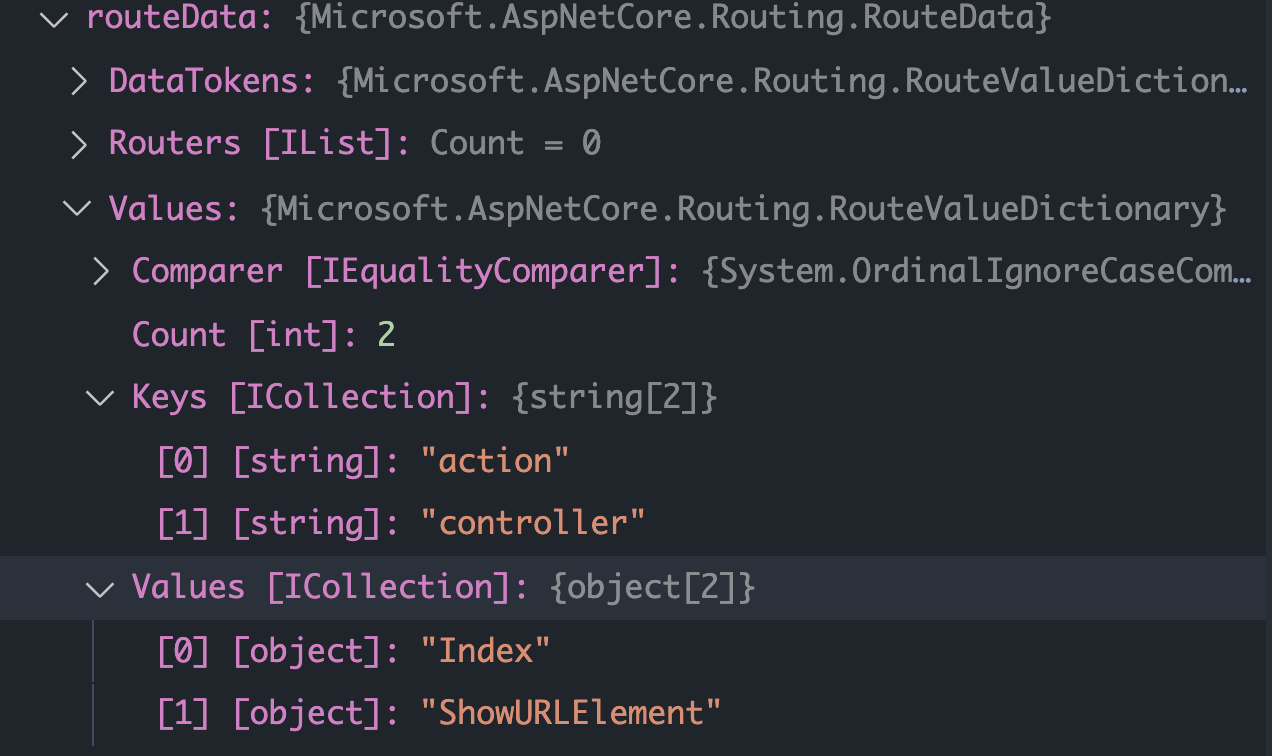 routeData: {Microsoft.AspNetCore.Routing.RouteData}
DataTokens: {Microsoft.AspNetCore.Routing.RouteValueDiction…
Routers [IList]: Count = 0
Values: {Microsoft.AspNetCore.Routing.RouteValueDictionary}
Comparer [IEqualityComparer]: {System.OrdinalIgnoreCaseCom…
Count [int]: 2
Keys [ICollection]: {string[2]}
[0] [string]: "action"
[1] [string]: "controller"
Values [ICollection]: {object[2]}
[0] [object]: "Index"
[1] [object]: "ShowURLElement"